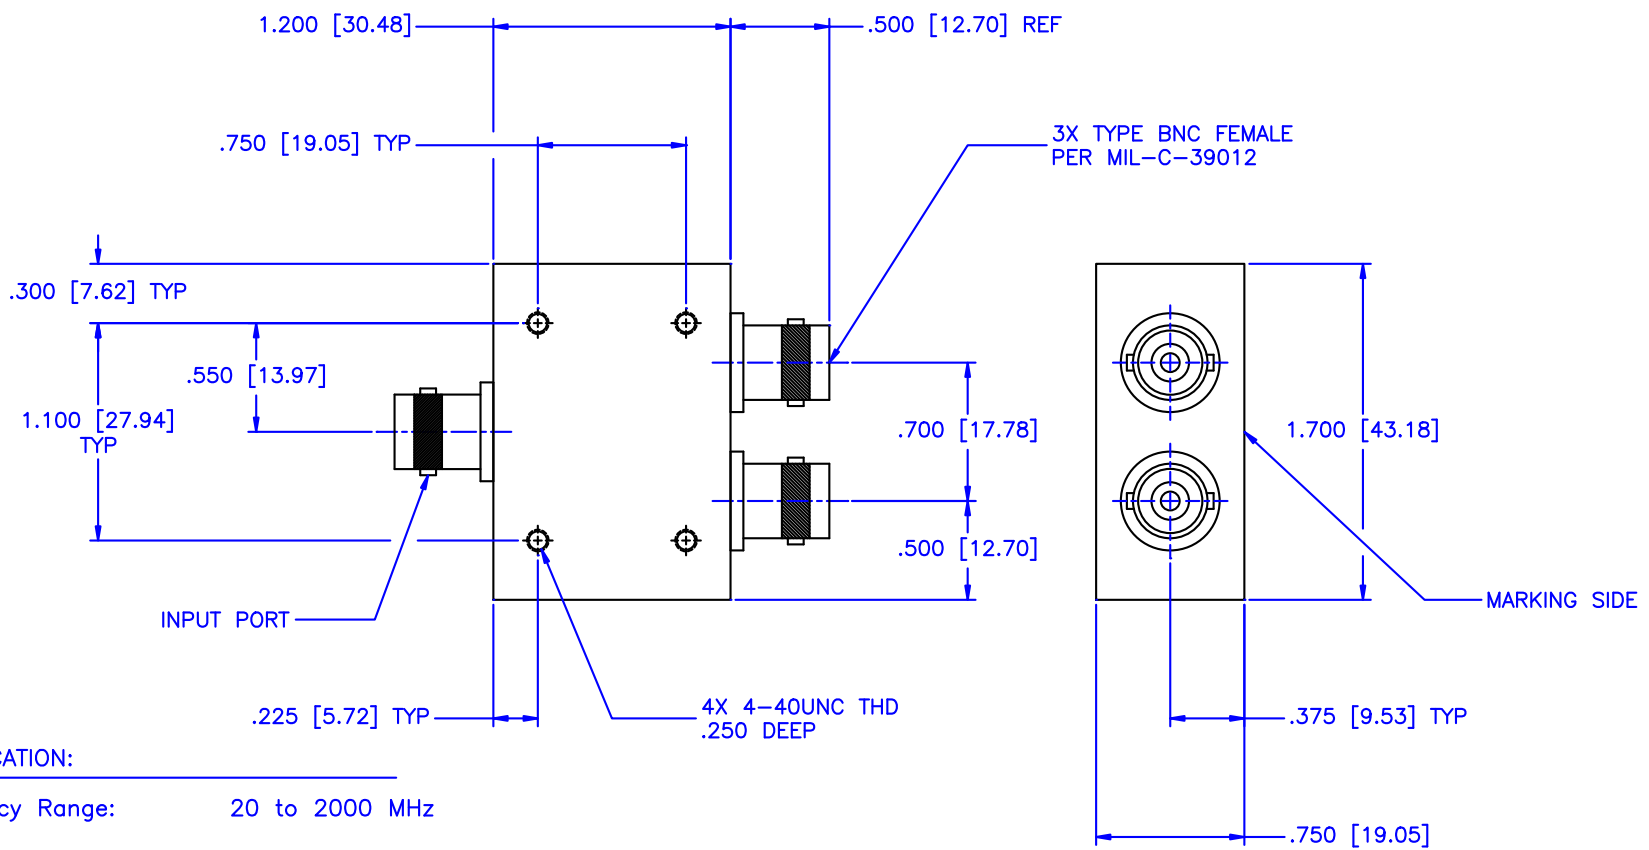 1.200 [30.48]
.500 [12.70] REF
.750 [19.05] TYP
3X TYPE BNC FEMALE
PER MIL-C-39012
.300 [7.62] TYP
.550 [13.97]
1.100 [27.94]
TYP
.700 [17.78]
1.700 [43.18]
.500 [12.70]
INPUT PORT
MARKING SIDE
.225 [5.72] TYP
4X 4-40UNC THD
.250 DEEP
.375 [9.53] TYP
CATION:
cy Range: 20 to 2000 MHz
.750 [19.05]